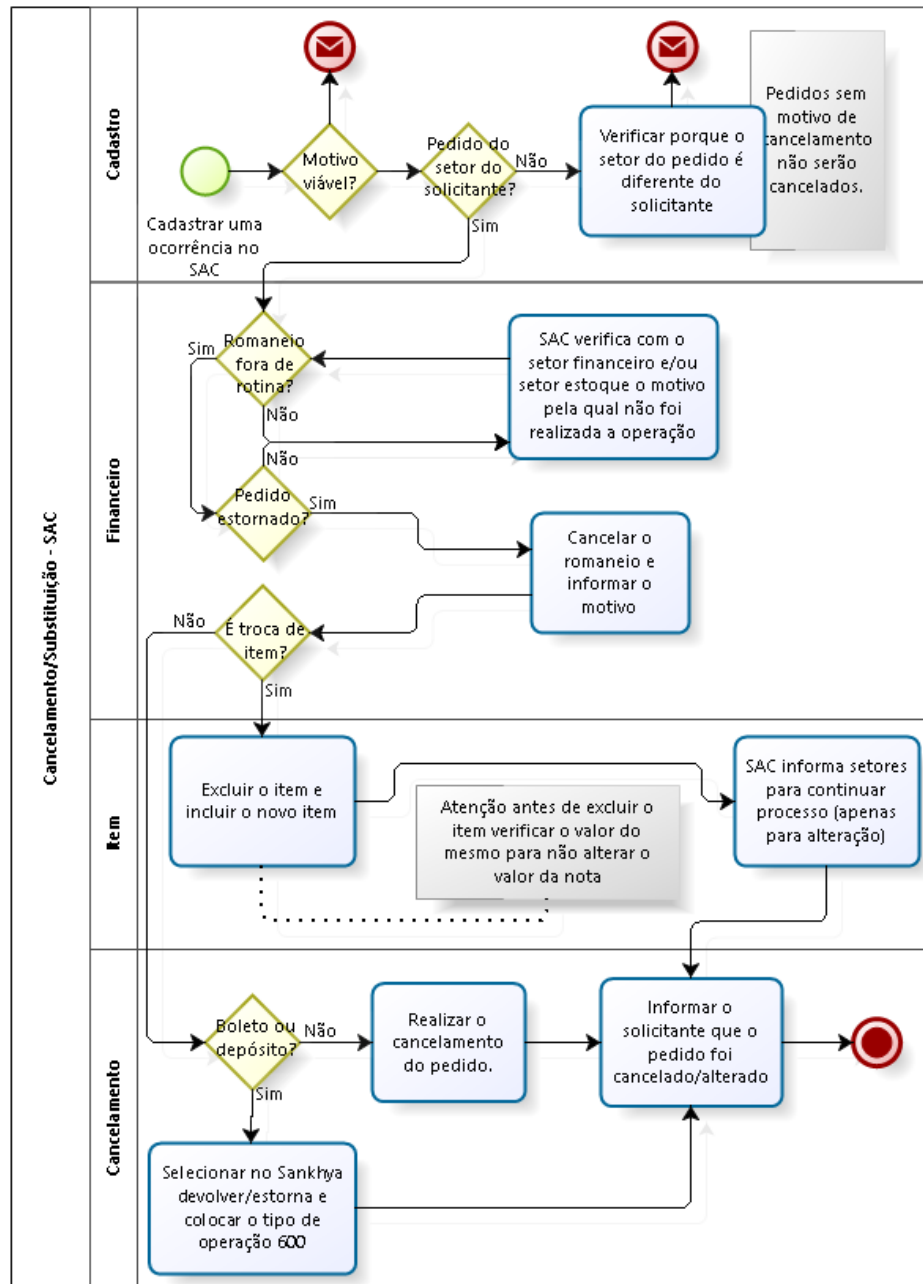 Cancelamento/Substituição - SAC
Cadastro
Cadastrar uma
ocorrência no
SAC
Motivo
viável?
Pedido do
setor do
solicitante?
Não
Sim
Verificar porque o
setor do pedido é
diferente do
solicitante
Pedidos sem
motivo de
cancelamento
não serão
cancelados.
Financeiro
Romaneio
fora de
rotina?
Sim
Não
SAC verifica com o
setor financeiro e/ou
setor estoque o motivo
pela qual não foi
realizada a operação
Não
Pedido
estornado?
Sim
Cancelar o
romaneio e
informar o
motivo
É troca de
item?
Não
Sim
Item
Excluir o item e
incluir o novo item
Atenção antes de excluir o
item verificar o valor do
mesmo para não alterar o
valor da nota
SAC informa setores
para continuar
processo (apenas
para alteração)
Cancelamento
Boleto ou
depósito?
Não
Sim
Realizar o
cancelamento
do pedido.
Informar o
solicitante que o
pedido foi
cancelado/alterado
Selecionar no Sankhya
devolver/estorna e
colocar o tipo de
operação 600